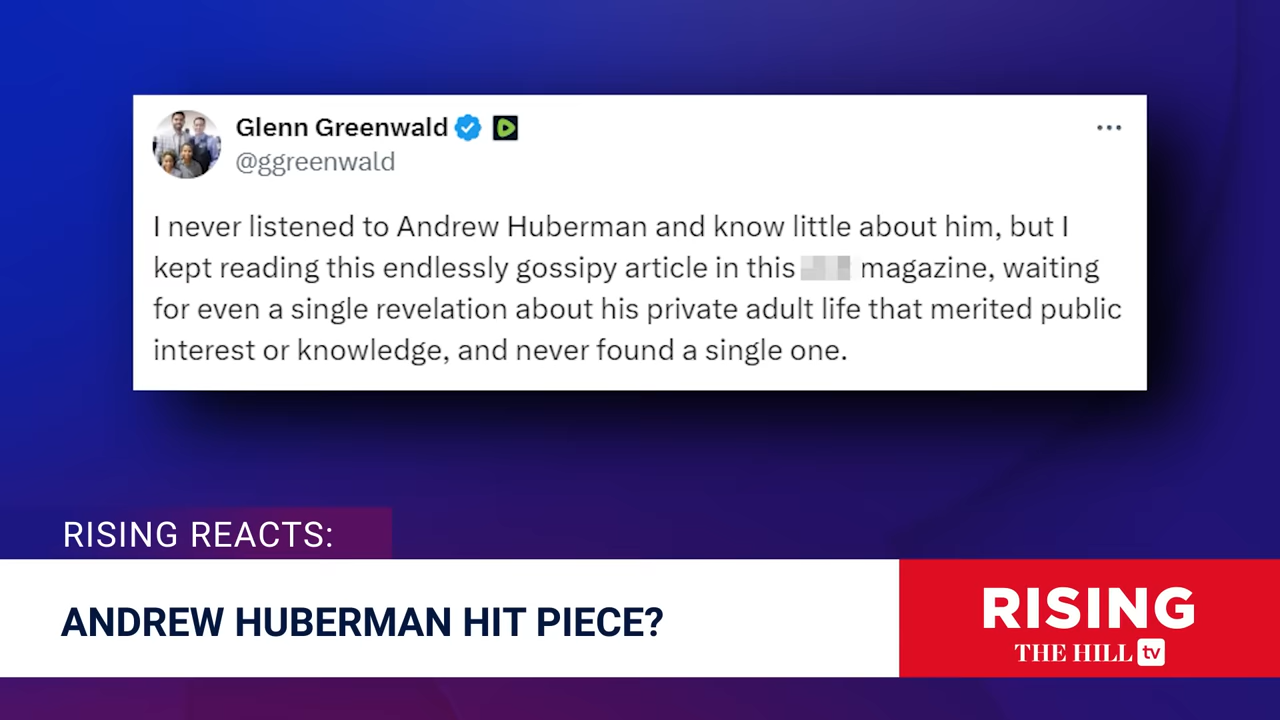 Glenn Greenwald
@ggreenwald
I never listened to Andrew Huberman and know little about him, but I
kept reading this endlessly gossipy article in this magazine, waiting
for even a single revelation about his private adult life that merited public
interest or knowledge, and never found a single one.
RISING REACTS:
ANDREW HUBERMAN HIT PIECE?
RISING
THE HILL tv